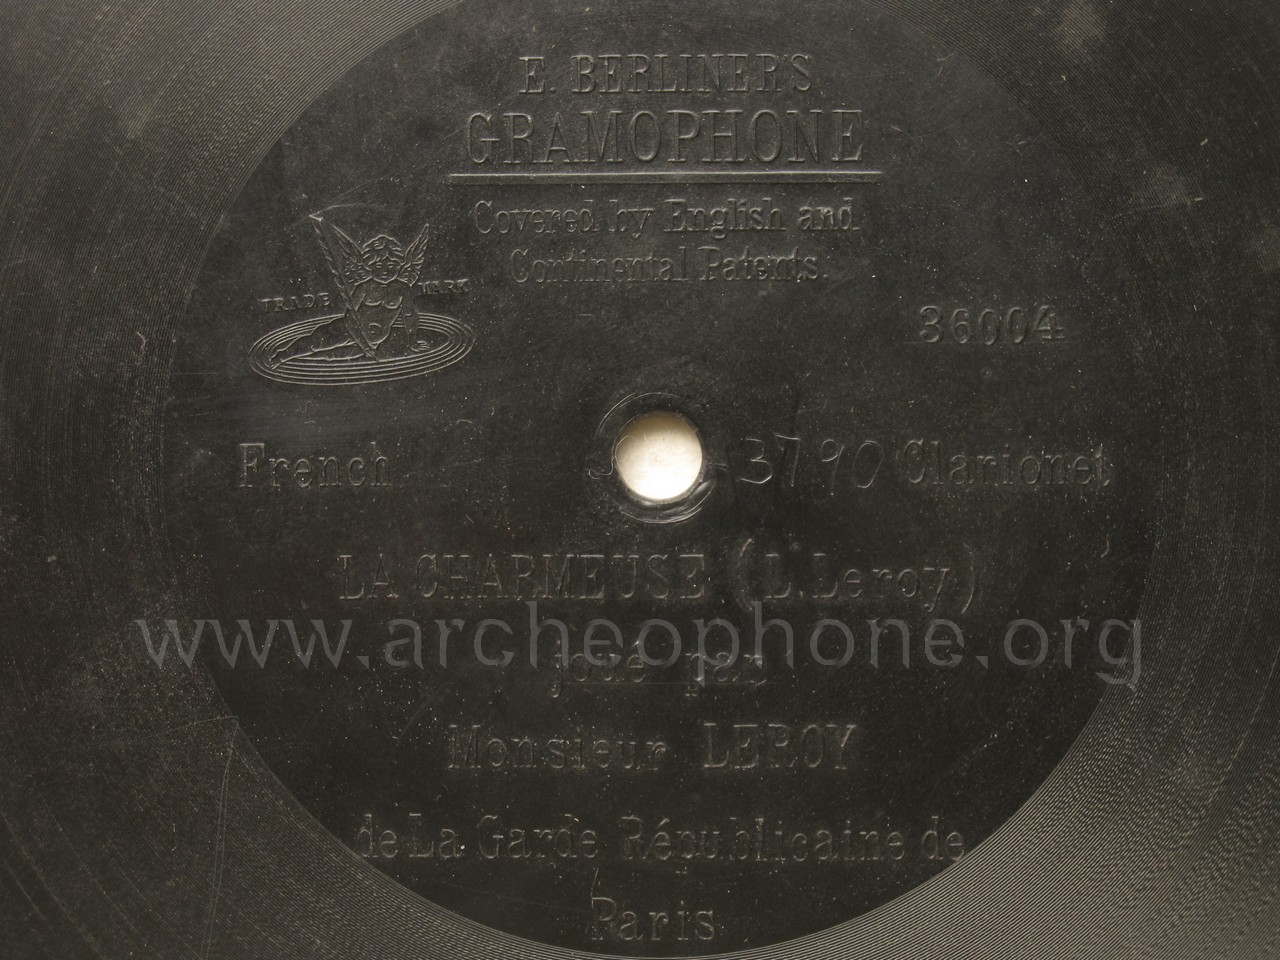 E. BERLINER'S
GRAMOPHONE
Covered by English and
Continental Patents.
TRADE MARK
36004
French 3790 Clarionet
LA CHARMEUSE (L. Leroy)
www.archeophone.org
joué par
Monsieur LEROY
de La Garde Républicaine de
Paris